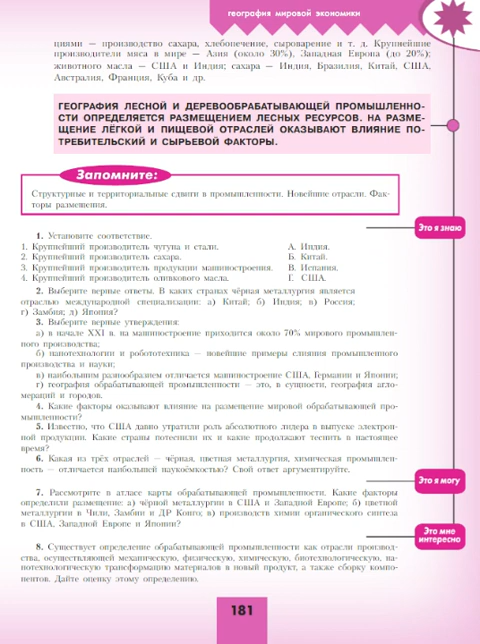 география мировой экономики
циями — производство сахара, хлебопечение, сыроварение и т. д. Крупнейшие
производители мяса в мире — Азия (около 30%), Западная Европа (до 20%);
животного масла — США и Индия; сахара — Индия, Бразилия, Китай, США,
Австралия, Франция, Куба и др.
ГЕОГРАФИЯ ЛЕСНОЙ И ДЕРЕВООБРАБАТЫВАЮЩЕЙ ПРОМЫШЛЕННО-
СТИ ОПРЕДЕЛЯЕТСЯ РАЗМЕЩЕНИЕМ ЛЕСНЫХ РЕСУРСОВ. НА РАЗМЕ-
ЩЕНИЕ ЛЁГКОЙ И ПИЩЕВОЙ ОТРАСЛЕЙ ОКАЗЫВАЮТ ВЛИЯНИЕ ПО-
ТРЕБИТЕЛЬСКИЙ И СЫРЬЕВОЙ ФАКТОРЫ.
Запомните:
Структурные и территориальные сдвиги в промышленности. Новейшие отрасли. Фак-
торы размещения.
Это я знаю
1. Установите соответствие.
1. Крупнейший производитель чугуна и стали. А. Индия.
2. Крупнейший производитель сахара. Б. Китай.
3. Крупнейший производитель продукции машиностроения. В. Испания.
4. Крупнейший производитель оливкового масла. Г. США.
2. Выберите верные ответы. В каких странах чёрная металлургия является
отраслью международной специализации: а) Китай; б) Индия; в) Россия;
г) Замбия; д) Япония?
3. Выберите верные утверждения:
а) в начале XXI в. на машиностроение приходится около 70% мирового промышлен-
ного производства;
б) нанотехнологии и робототехника — новейшие примеры слияния промышленного
производства и науки;
в) наибольшим разнообразием отличается машиностроение США, Германии и Японии;
г) география обрабатывающей промышленности — это, в сущности, география агло-
мераций и городов.
4. Какие факторы оказывают влияние на размещение мировой обрабатывающей про-
мышленности?
5. Известно, что США давно утратили роль абсолютного лидера в выпуске электрон-
ной продукции. Какие страны потеснили их и какие продолжают теснить в настоящее
время?
6. Какая из трёх отраслей — чёрная, цветная металлургия, химическая промышлен-
ность — отличается наибольшей наукоёмкостью? Свой ответ аргументируйте.
Это я могу
7. Рассмотрите в атласе карты обрабатывающей промышленности. Какие факторы
определили размещение: а) чёрной металлургии в США и Западной Европе; б) цветной
металлургии в Чили, Замбии и ДР Конго; в) производств химии органического синтеза
в США, Западной Европе и Японии?
Это мне
интересно
8. Существует определение обрабатывающей промышленности как отрасли производ-
ства, осуществляющей механическую, физическую, химическую, биотехнологическую, на-
нотехнологическую трансформацию материалов в новый продукт, а также сборку компо-
нентов. Дайте оценку этому определению.
181